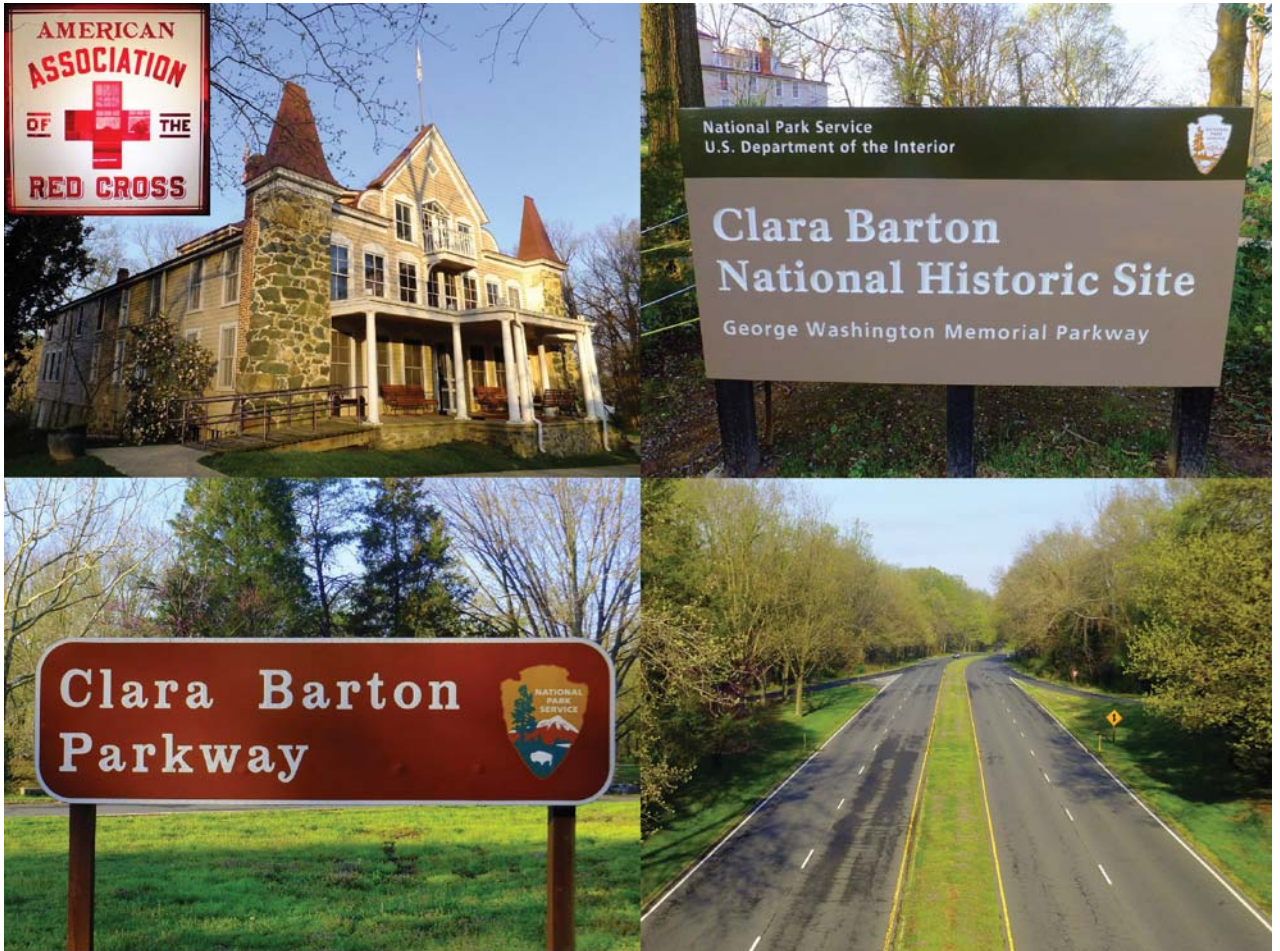 AMERICAN
ASSOCIATION
OF THE
RED CROSS
National Park Service
U.S. Department of the Interior
NATIONAL
PARK
SERVICE
Clara Barton
National Historic Site
George Washington Memorial Parkway
Clara Barton
Parkway
NATIONAL
PARK
SERVICE